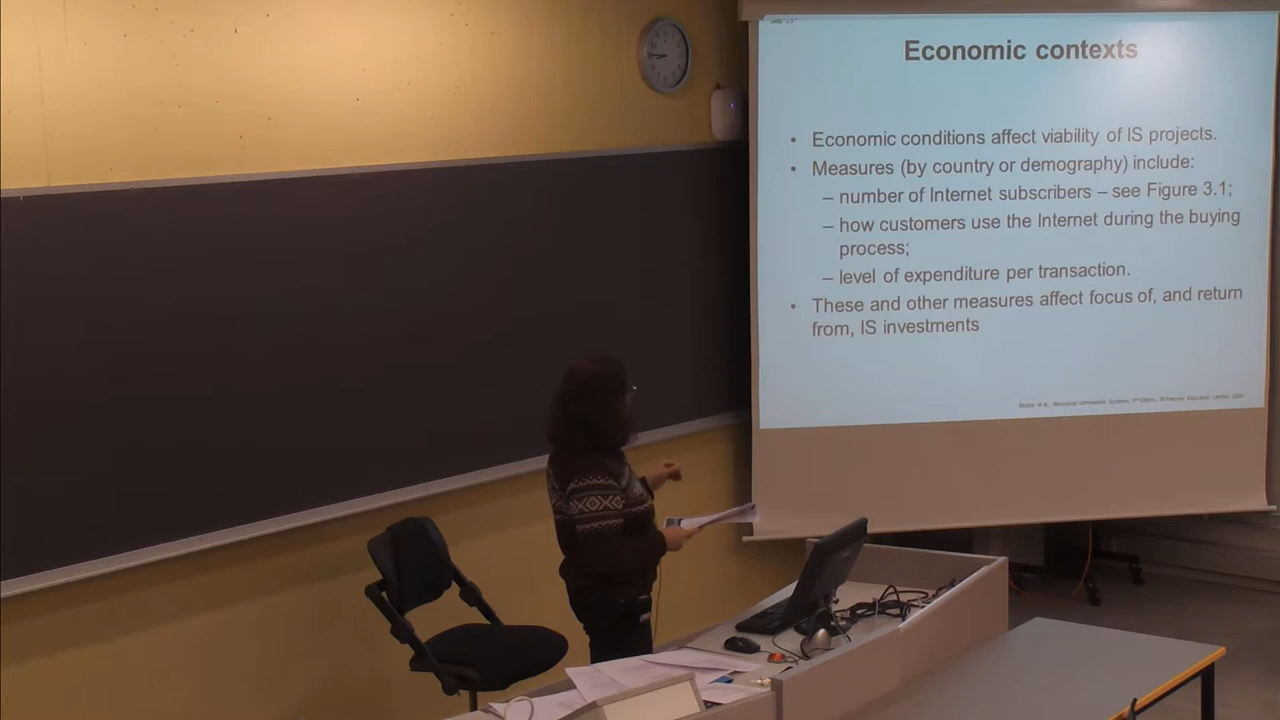 Economic contexts
• Economic conditions affect viability of IS projects.
• Measures (by country or demography) include:
– number of Internet subscribers – see Figure 3.1;
– how customers use the Internet during the buying
process;
– level of expenditure per transaction.
• These and other measures affect focus of, and return
from, IS investments